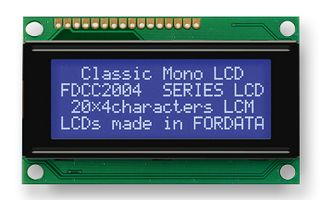 Classic Mono LCD
FDCC2004 SERIES LCD
20×4characters LCM
LCDs made in FORDATA